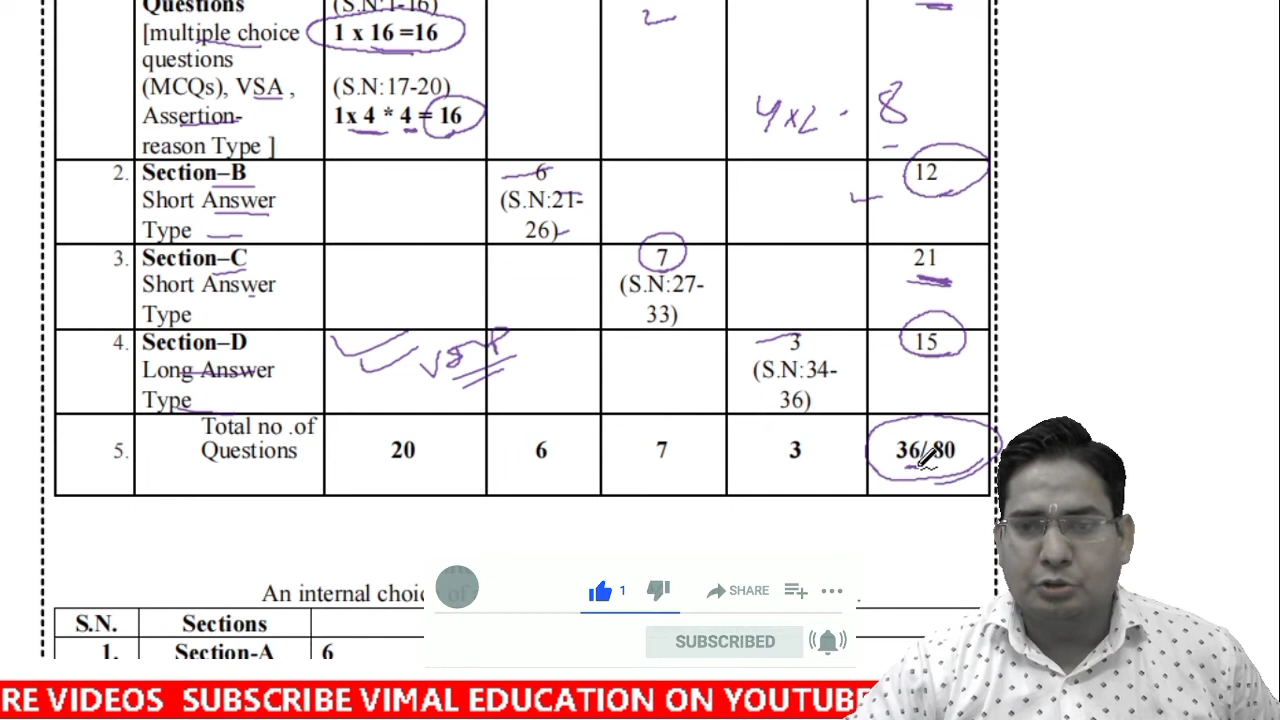 Questions (S.N:1-16)
[multiple choice 1 x 16 =16
questions
(MCQs), VSA , (S.N:17-20)
Assertion- 1x 4 * 4 = 16 4x2 - 8
reason Type ]
2. Section–B 6 12
Short Answer (S.N:21-
Type 26)
3. Section–C 7 21
Short Answer (S.N:27-
Type 33)
4. Section–D 3 15
Long Answer (S.N:34-
Type 36)
Total no .of
5. Questions 20 6 7 3 36/80
An internal choice of
1 SHARE
S.N. Sections
SUBSCRIBED
1. Section-A 6
RE VIDEOS SUBSCRIBE VIMAL EDUCATION ON YOUTUBE